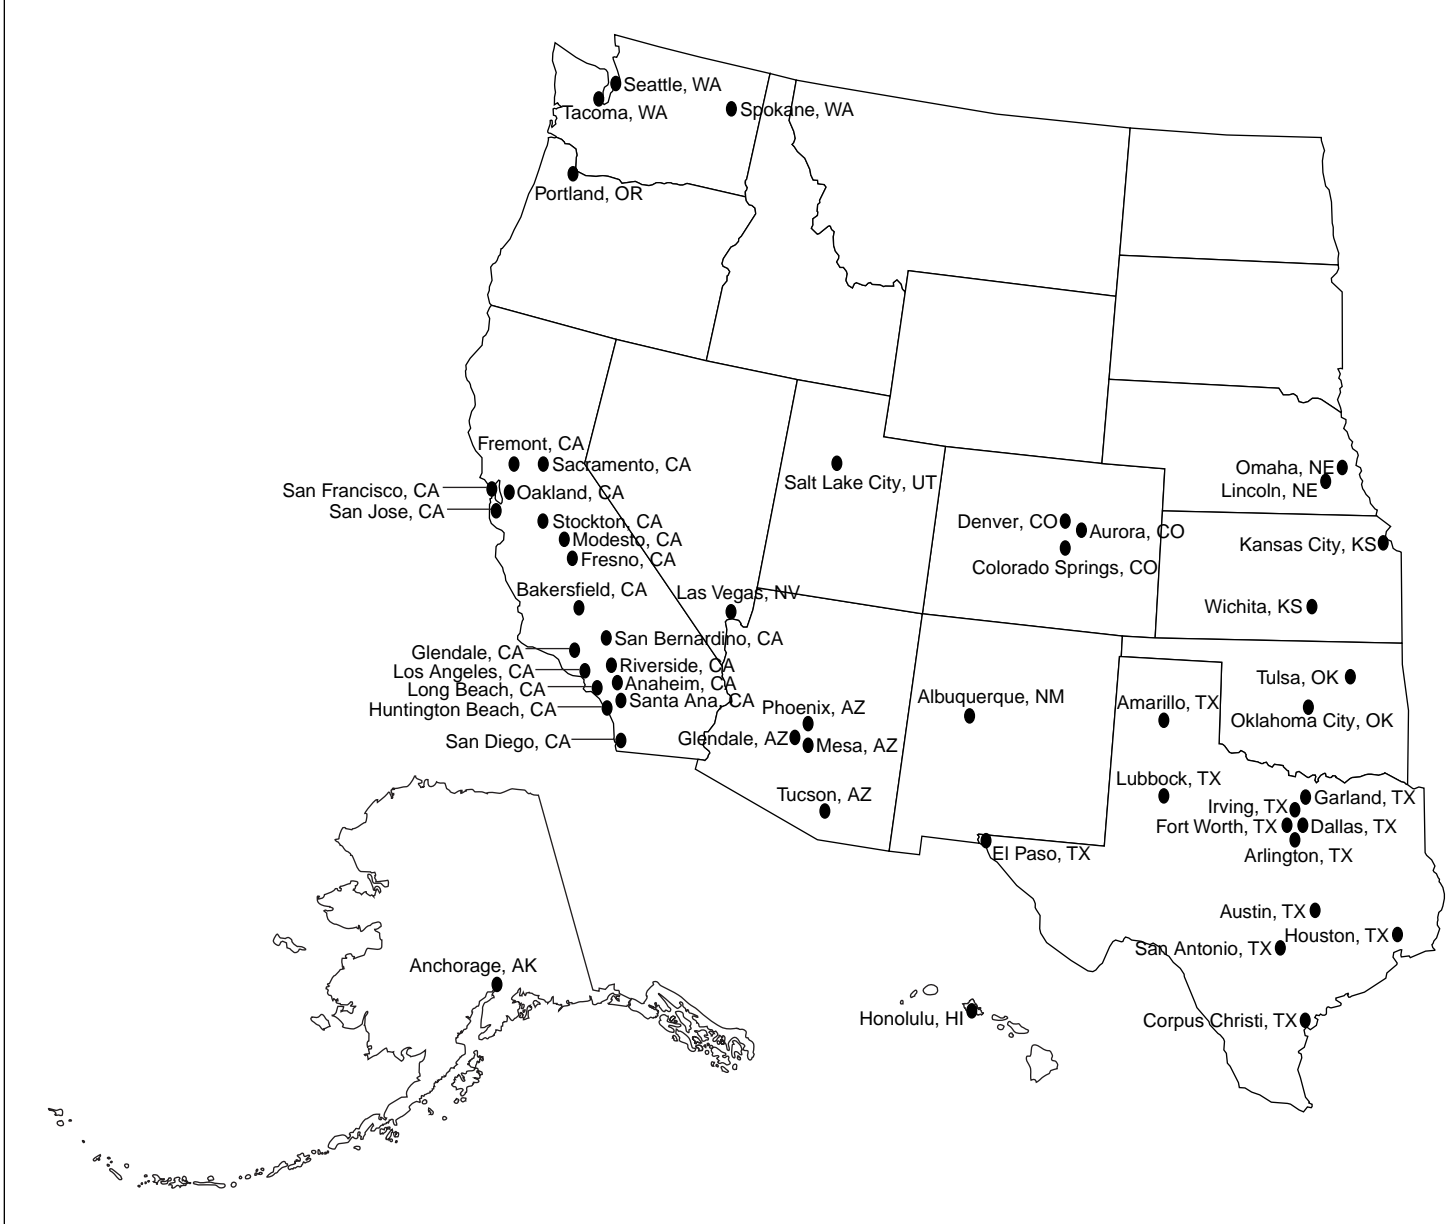 Seattle, WA
Tacoma, WA
Spokane, WA
Portland, OR
Fremont, CA
Sacramento, CA
San Francisco, CA
Oakland, CA
San Jose, CA
Stockton, CA
Modesto, CA
Fresno, CA
Bakersfield, CA
Las Vegas, NV
San Bernardino, CA
Glendale, CA
Riverside, CA
Los Angeles, CA
Anaheim, CA
Long Beach, CA
Santa Ana, CA
Huntington Beach, CA
San Diego, CA
Salt Lake City, UT
Denver, CO
Aurora, CO
Colorado Springs, CO
Omaha, NE
Lincoln, NE
Kansas City, KS
Wichita, KS
Tulsa, OK
Oklahoma City, OK
Albuquerque, NM
Phoenix, AZ
Glendale, AZ
Mesa, AZ
Tucson, AZ
Amarillo, TX
Lubbock, TX
Garland, TX
Irving, TX
Fort Worth, TX
Dallas, TX
Arlington, TX
El Paso, TX
Austin, TX
Houston, TX
San Antonio, TX
Corpus Christi, TX
Anchorage, AK
Honolulu, HI